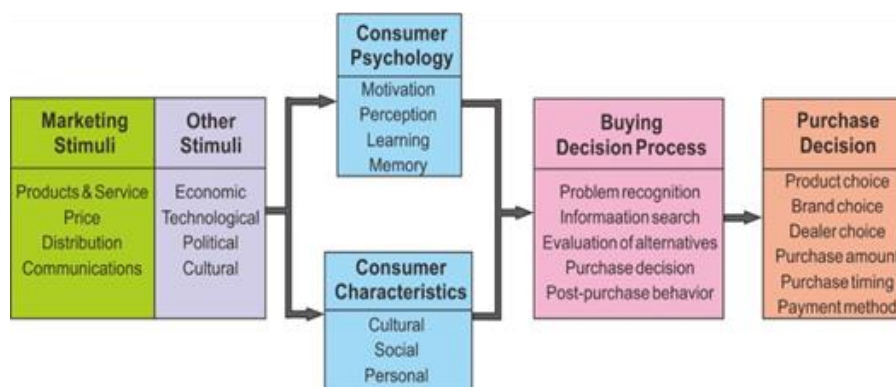 Marketing
Stimuli
Products & Service
Price
Distribution
Communications
Other
Stimuli
Economic
Technological
Political
Cultural
Consumer
Psychology
Motivation
Perception
Learning
Memory
Consumer
Characteristics
Cultural
Social
Personal
Buying
Decision Process
Problem recognition
Informaation search
Evaluation of alternatives
Purchase decision
Post-purchase behavior
Purchase
Decision
Product choice
Brand choice
Dealer choice
Purchase amount
Purchase timing
Payment method